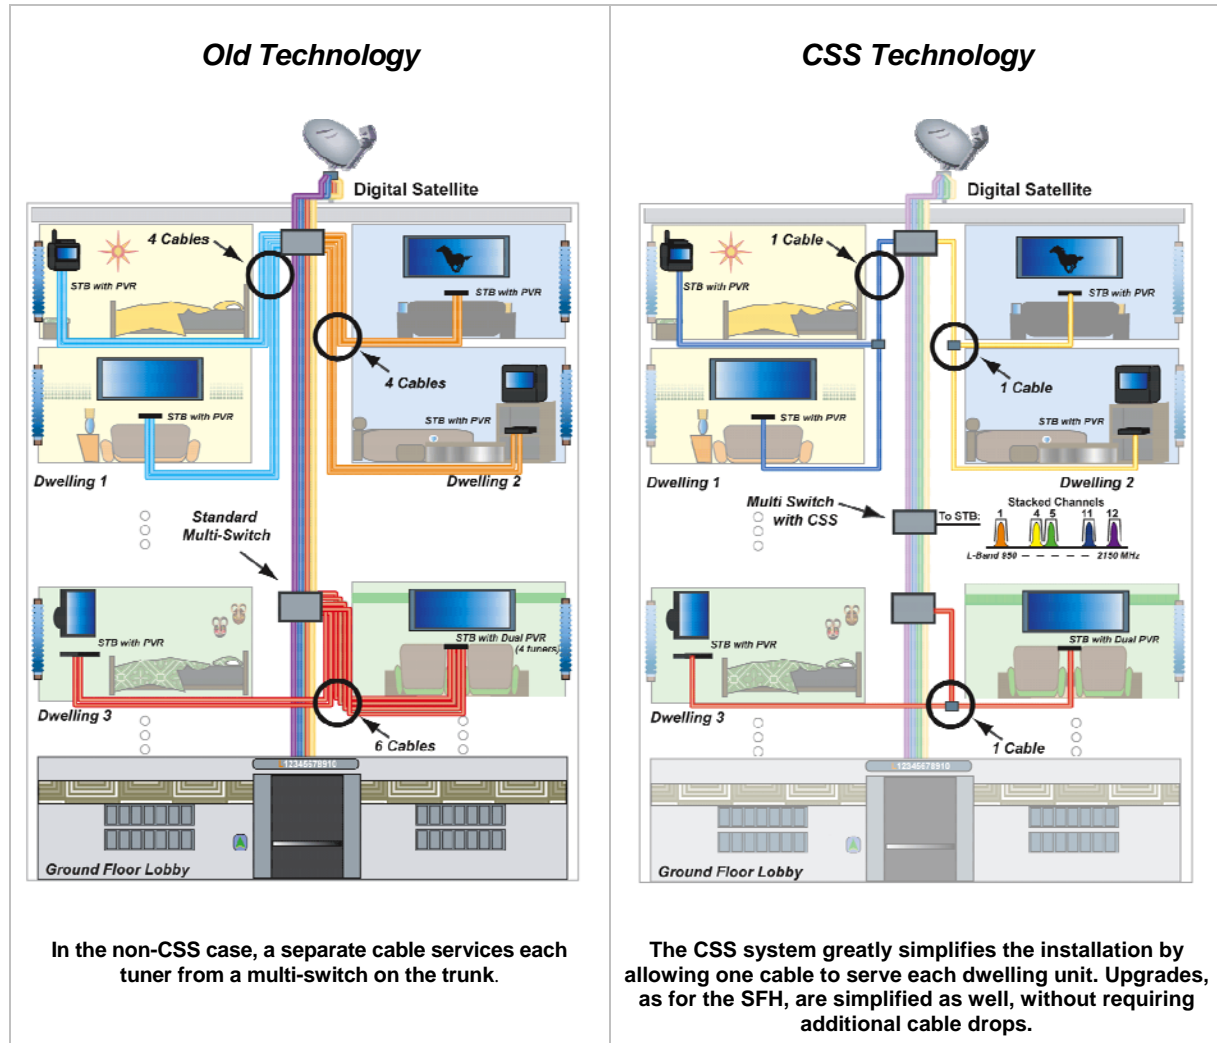 Old Technology
Digital Satellite
4 Cables
STB with PVR
STB with PVR
4 Cables
STB with PVR
STB with PVR
Dwelling 1
Dwelling 2
Standard
Multi-Switch
STB with PVR
STB with Dual PVR
(4 tuners)
Dwelling 3
6 Cables
12345678910
Ground Floor Lobby
In the non-CSS case, a separate cable services each
tuner from a multi-switch on the trunk.
CSS Technology
Digital Satellite
1 Cable
STB with PVR
STB with PVR
1 Cable
STB with PVR
STB with PVR
Dwelling 1
Dwelling 2
Multi Switch
with CSS
To STB:
Stacked Channels
1 4 5 11 12
L-Band 950 – – – – – – 2150 MHz
STB with PVR
STB with Dual PVR
Dwelling 3
1 Cable
12345678910
Ground Floor Lobby
The CSS system greatly simplifies the installation by
allowing one cable to serve each dwelling unit. Upgrades,
as for the SFH, are simplified as well, without requiring
additional cable drops.